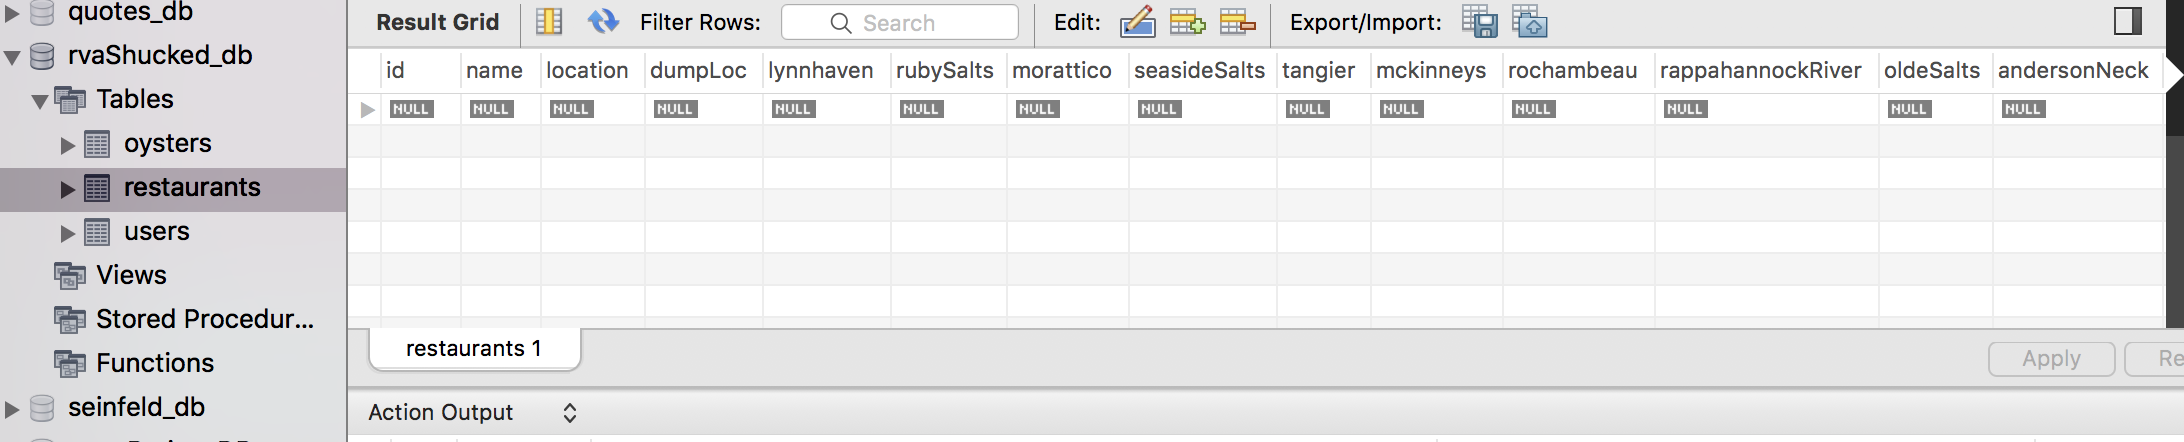 quotes_db
rvaShucked_db
Tables
oysters
restaurants
users
Views
Stored Procedur...
Functions
seinfeld_db
Result Grid Filter Rows: Search Edit: Export/Import:
id name location dumpLoc lynnhaven rubySalts morattico seasideSalts tangier mckinneys rochambeau rappahannockRiver oldeSalts andersonNeck
NULL NULL NULL NULL NULL NULL NULL NULL NULL NULL NULL NULL NULL NULL
restaurants 1
Apply Re
Action Output